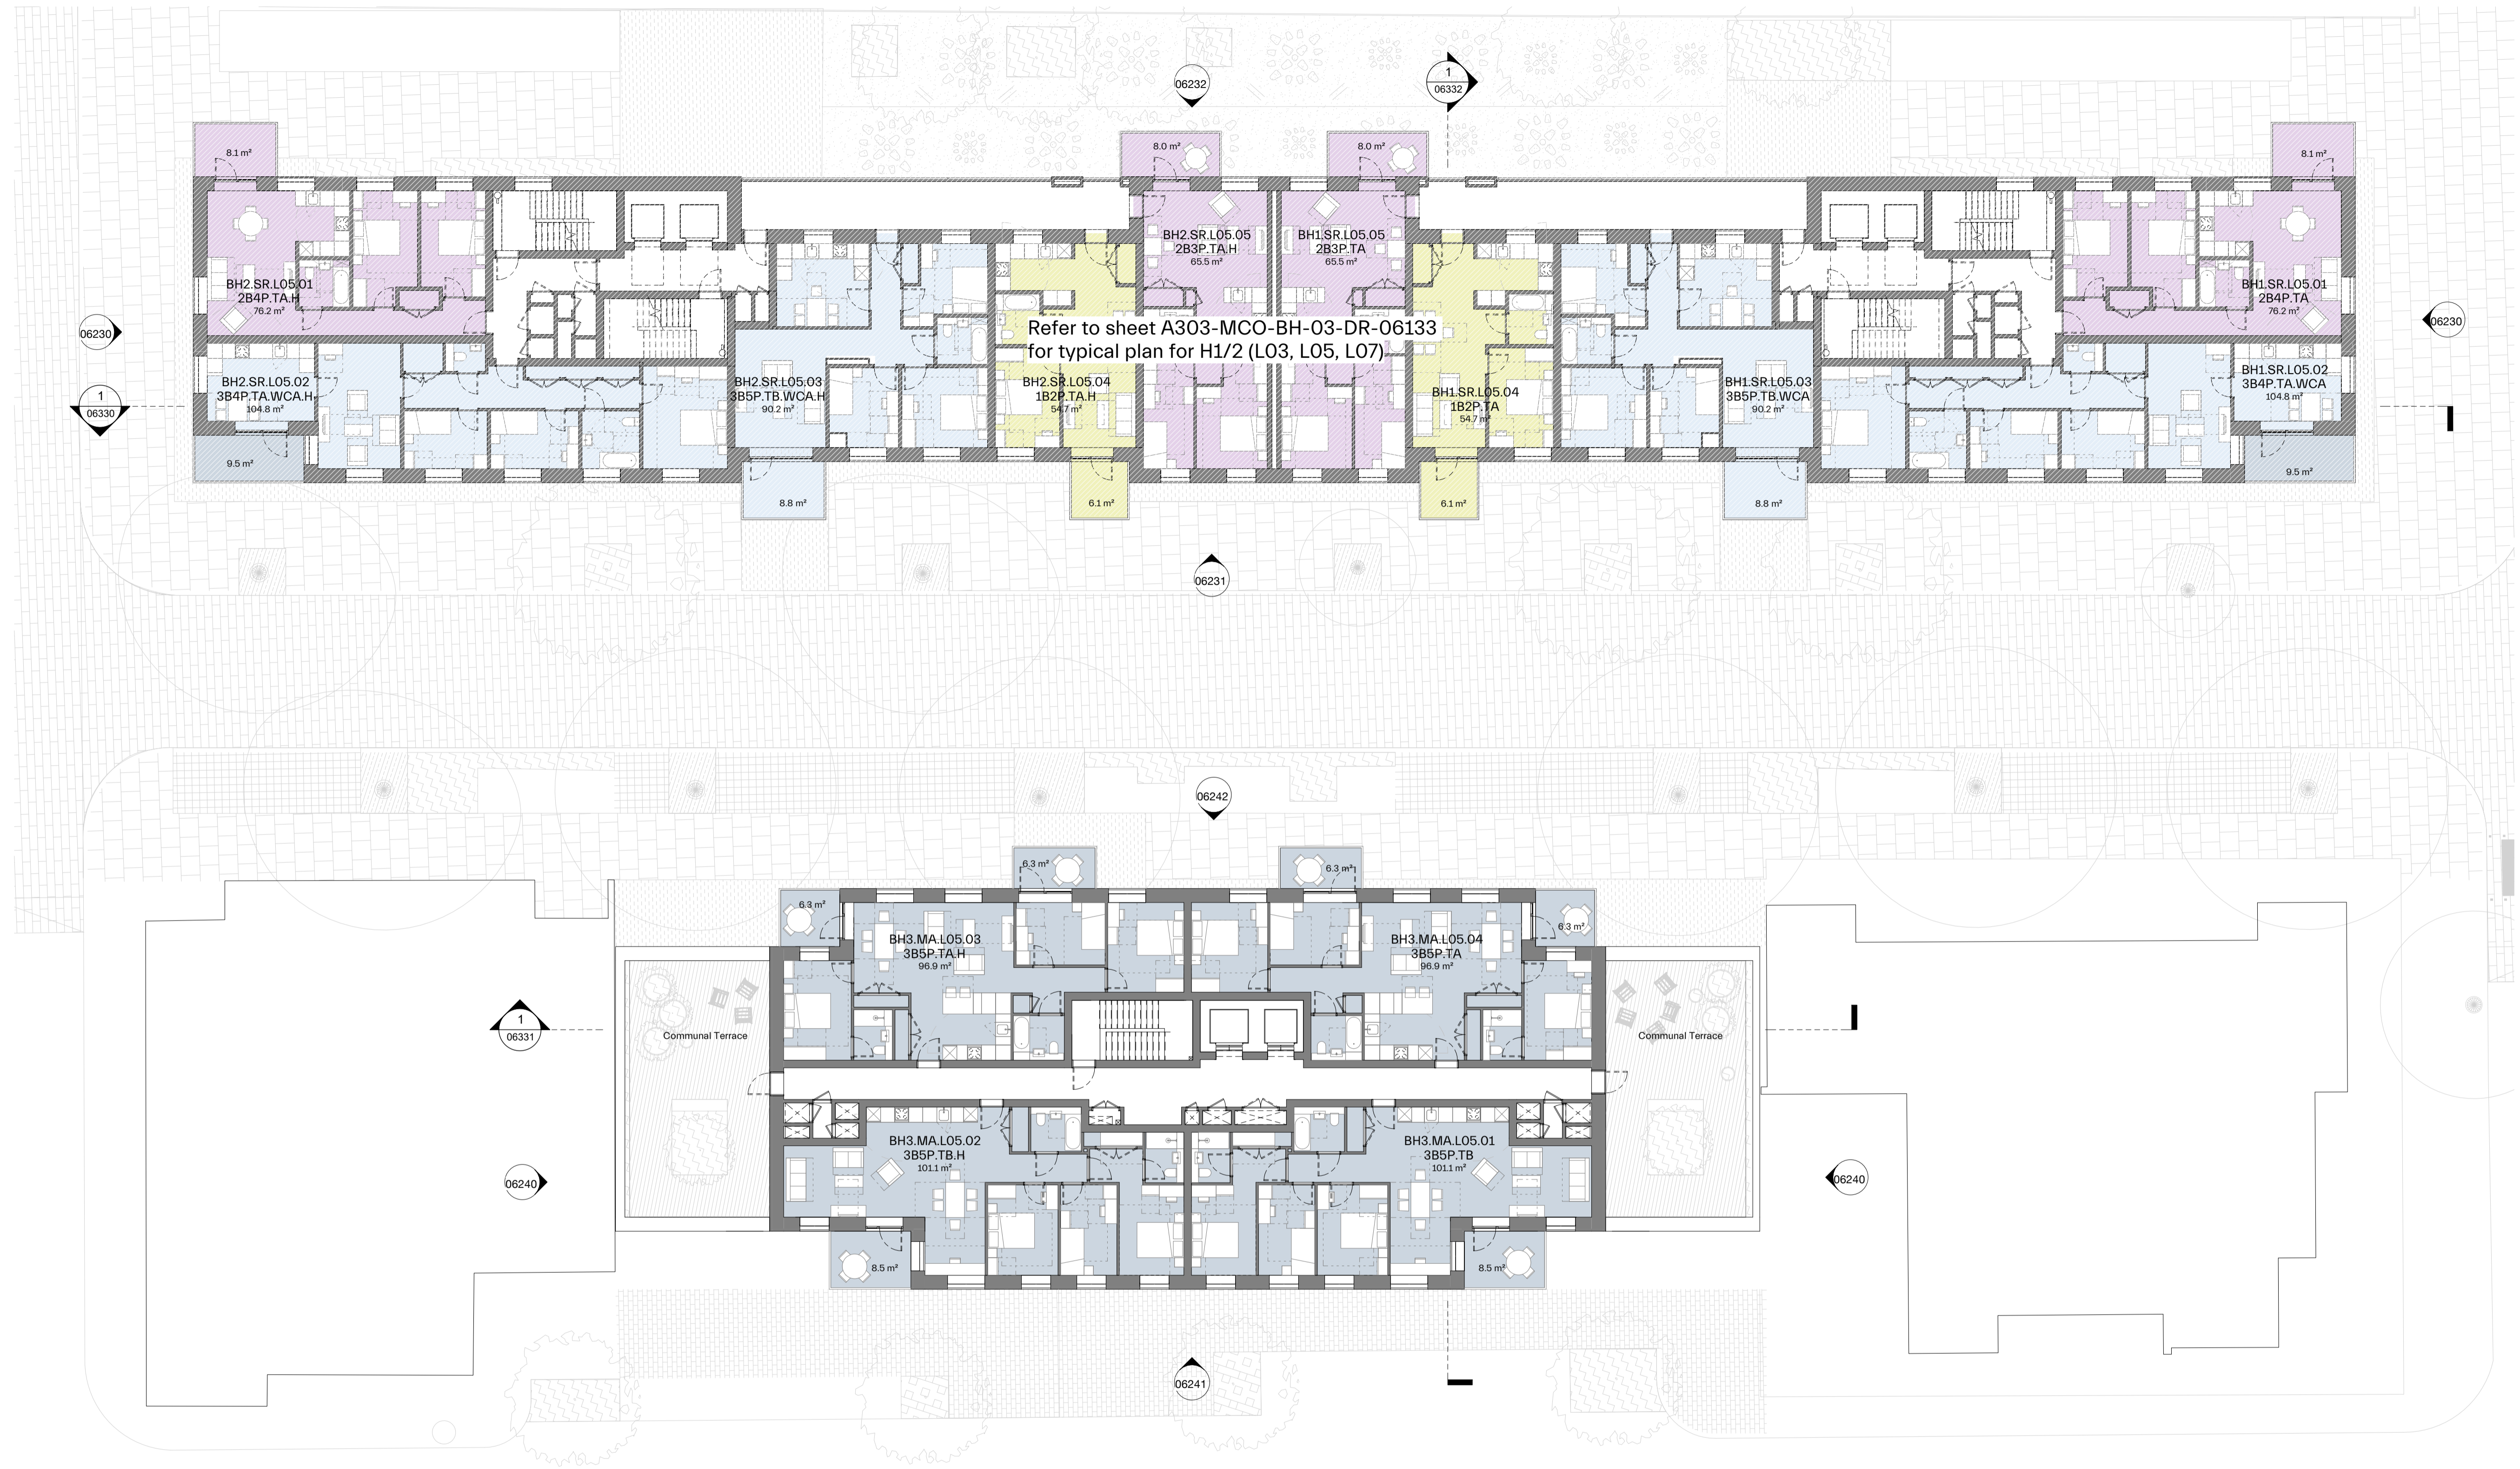 06232
1
06332
8.1 m²
8.0 m²
8.0 m²
8.1 m²
BH2.SR.L05.01
2B4P.TA.H
76.2 m²
BH2.SR.L05.05
2B3P.TA.H
65.5 m²
BH1.SR.L05.05
2B3P.TA
65.5 m²
BH1.SR.L05.01
2B4P.TA
76.2 m²
06230
Refer to sheet A303-MCO-BH-03-DR-06133
for typical plan for H1/2 (L03, L05, L07)
06230
1
06330
BH2.SR.L05.02
3B4P.TA.WCA.H
104.8 m²
BH2.SR.L05.03
3B5P.TB.WCA.H
90.2 m²
BH2.SR.L05.04
1B2P.TA.H
54.7 m²
BH1.SR.L05.04
1B2P.TA
54.7 m²
BH1.SR.L05.03
3B5P.TB.WCA
90.2 m²
BH1.SR.L05.02
3B4P.TA.WCA
104.8 m²
9.5 m²
8.8 m²
6.1 m²
6.1 m²
8.8 m²
9.5 m²
06231
06242
6.3 m²
6.3 m²
6.3 m²
6.3 m²
BH3.MA.L05.03
3B5P.TA.H
96.9 m²
BH3.MA.L05.04
3B5P.TA
96.9 m²
1
06331
Communal Terrace
Communal Terrace
BH3.MA.L05.02
3B5P.TB.H
101.1 m²
BH3.MA.L05.01
3B5P.TB
101.1 m²
06240
06240
8.5 m²
8.5 m²
06241